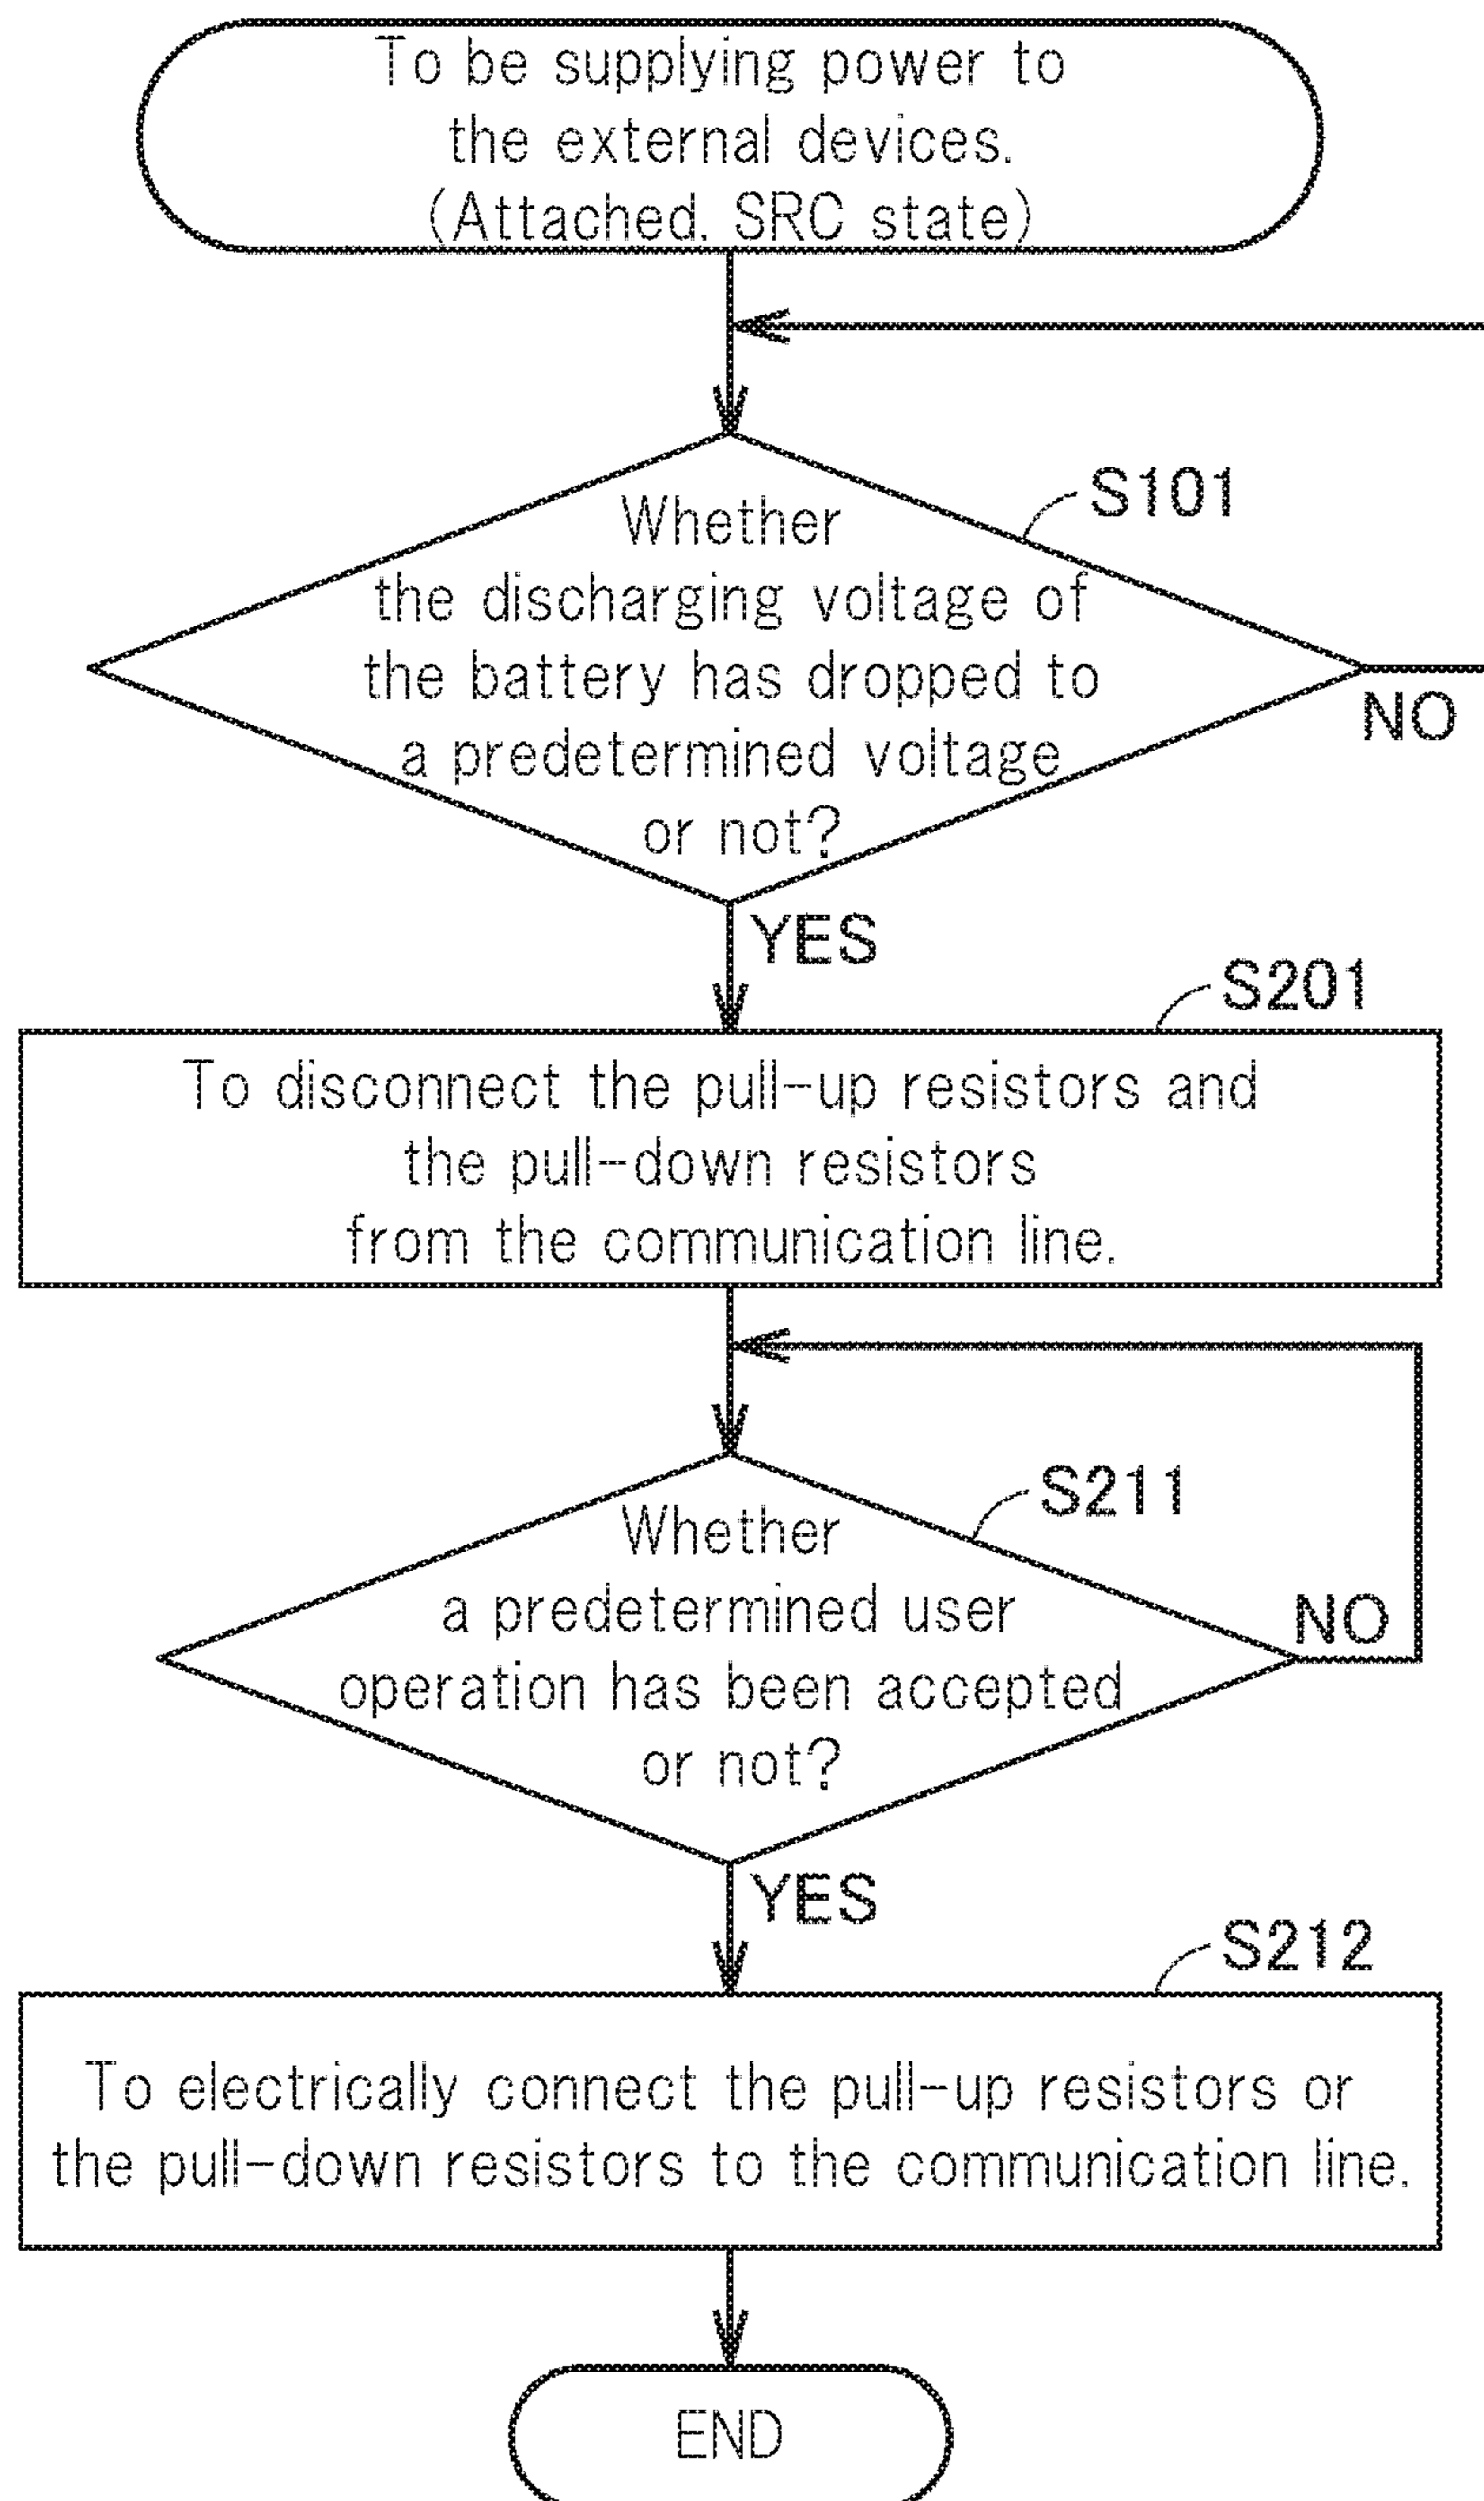 To be supplying power to
the external devices.
(Attached. SRC state)
S101
Whether
the discharging voltage of
the battery has dropped to
a predetermined voltage
or not?
NO
YES
S201
To disconnect the pull-up resistors and
the pull-down resistors
from the communication line.
S211
Whether
a predetermined user
operation has been accepted
or not?
NO
YES
S212
To electrically connect the pull-up resistors or
the pull-down resistors to the communication line.
END